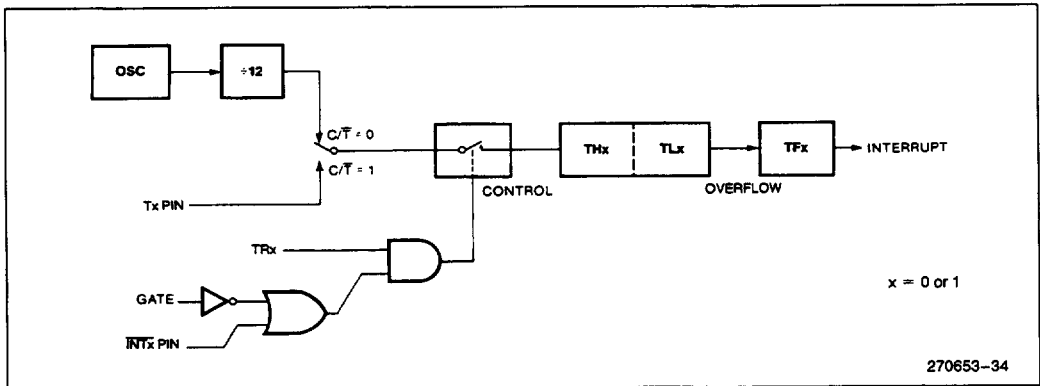 OSC
÷12
C/T̅ = 0
C/T̅ = 1
Tx PIN
CONTROL
THx
TLx
OVERFLOW
TFx
INTERRUPT
TRx
GATE
I̅N̅T̅x̅ PIN
x = 0 or 1
270653-34